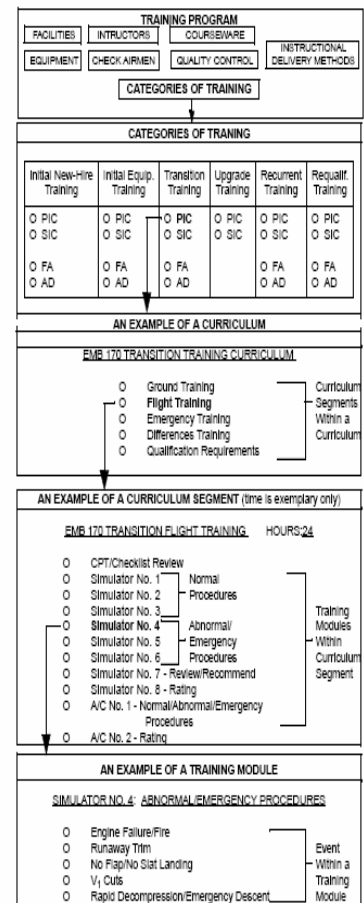 TRAINING PROGRAM
FACILITIES INTRUCTORS COURSEWARE
EQUIPMENT CHECK AIRMEN QUALITY CONTROL INSTRUCTIONAL DELIVERY METHODS
CATEGORIES OF TRAINING
CATEGORIES OF TRANING
Initial New-Hire Training Initial Equip. Training Transition Training Upgrade Training Recurrent Training Requalif. Training
O PIC O PIC O PIC O PIC O PIC O PIC
O SIC O SIC O SIC O SIC O SIC O SIC
O FA O FA O FA O FA O FA
O AD O AD O AD O AD O AD
AN EXAMPLE OF A CURRICULUM
EMB 170 TRANSITION TRAINING CURRICULUM
O Ground Training
O Flight Training
O Emergency Training
O Differences Training
O Qualification Requirements
Curriculum
Segments
Within a
Curriculum
AN EXAMPLE OF A CURRICULUM SEGMENT (time is exemplary only)
EMB 170 TRANSITION FLIGHT TRAINING HOURS:24
O CPT/Checklist Review
O Simulator No. 1
O Simulator No. 2
O Simulator No. 3
Normal
Procedures
O Simulator No. 4
O Simulator No. 5
O Simulator No. 6
Abnormal/
Emergency
Procedures
O Simulator No. 7 - Review/Recommend
O Simulator No. 8 - Rating
O A/C No. 1 - Normal/Abnormal/Emergency
Procedures
O A/C No. 2 - Rating
Training
Modules
Within
Curriculum
Segment
AN EXAMPLE OF A TRAINING MODULE
SIMULATOR NO. 4: ABNORMAL/EMERGENCY PROCEDURES
O Engine Failure/Fire
O Runaway Trim
O No Flap/No Slat Landing
O V1 Cuts
O Rapid Decompression/Emergency Descent
Event
Within a
Training
Module